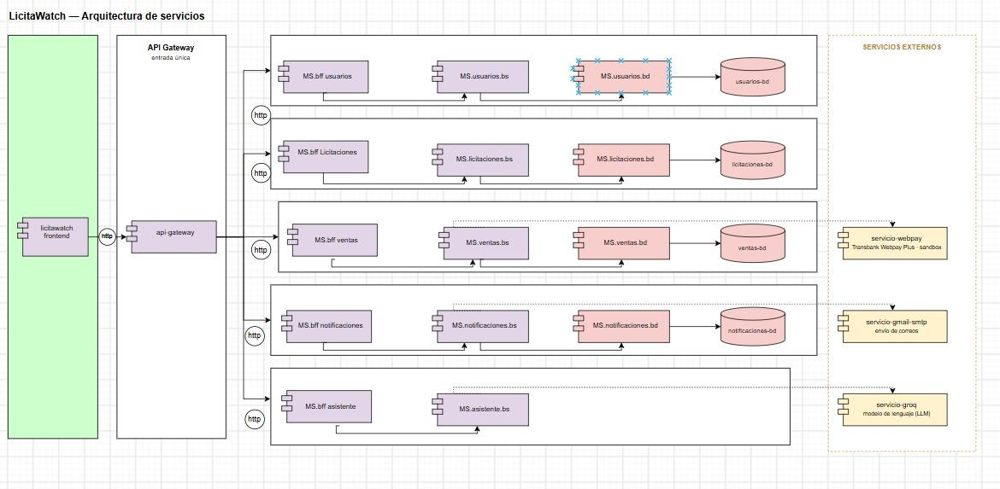 LicitaWatch — Arquitectura de servicios
API Gateway
entrada única
SERVICIOS EXTERNOS
MS.bff usuarios
MS.usuarios.bs
MS.usuarios.bd
usuarios-bd
http
MS.bff Licitaciones
MS.licitaciones.bs
MS.licitaciones.bd
licitaciones-bd
http
licitawatch
frontend
http
api-gateway
http
MS.bff ventas
MS.ventas.bs
MS.ventas.bd
ventas-bd
servicio-webpay
Transbank Webpay Plus · sandbox
MS.bff notificaciones
MS.notificaciones.bs
MS.notificaciones.bd
notificaciones-bd
servicio-gmail-smtp
envío de correos
http
MS.bff asistente
MS.asistente.bs
servicio-groq
modelo de lenguaje (LLM)
http